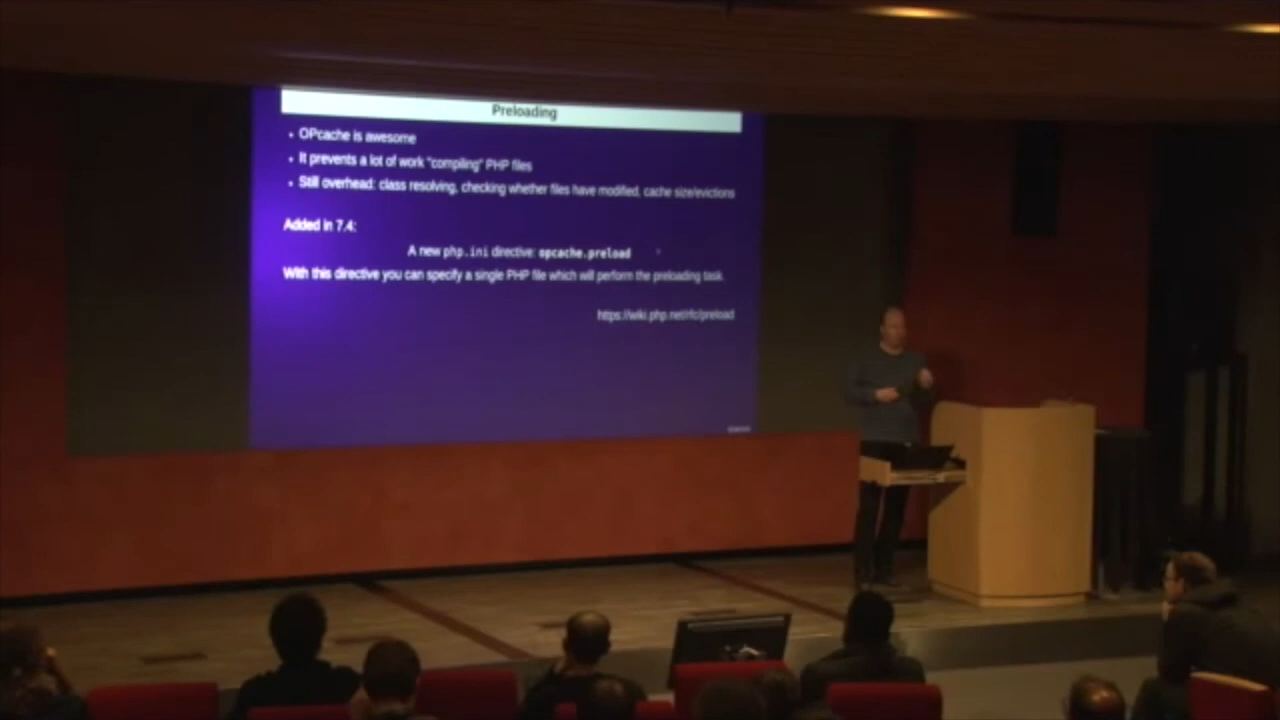 Preloading
• OPcache is awesome
• It prevents a lot of work "compiling" PHP files
• Still overhead: class resolving, checking whether files have modified, cache size/evictions
Added in 7.4:
A new php.ini directive: opcache.preload
With this directive you can specify a single PHP file which will perform the preloading task.
https://wiki.php.net/rfc/preload